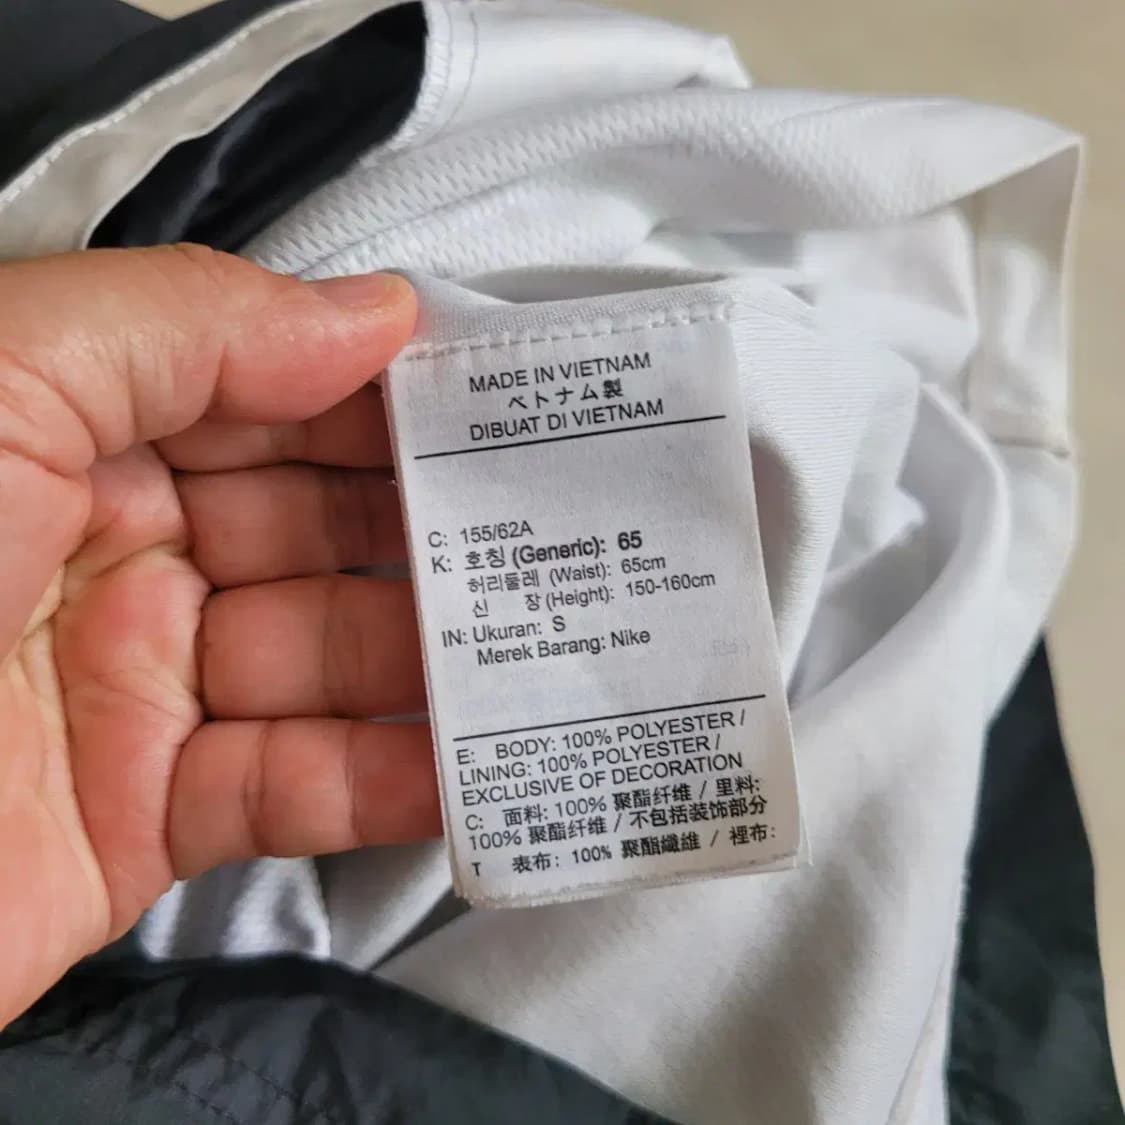 MADE IN VIETNAM
ベトナム製
DIBUAT DI VIETNAM
C: 155/62A
K: 호칭 (Generic): 65
허리둘레 (Waist): 65cm
신 장 (Height): 150-160cm
IN: Ukuran: S
Merek Barang: Nike
E: BODY: 100% POLYESTER /
LINING: 100% POLYESTER /
EXCLUSIVE OF DECORATION
C: 面料: 100% 聚酯纤维 / 里料:
100% 聚酯纤维 / 不包括装饰部分
T 表布: 100% 聚酯纖維 / 裡布: